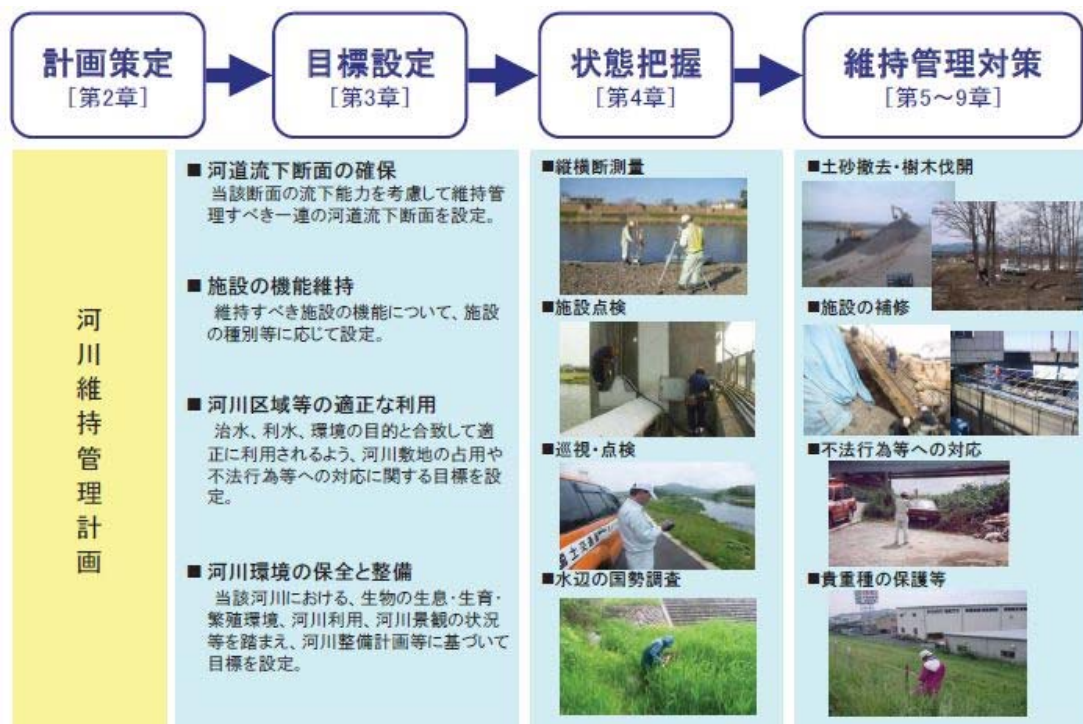 計画策定
[第2章]
目標設定
[第3章]
状態把握
[第4章]
維持管理対策
[第5～9章]
河川維持管理計画
■河道流下断面の確保
当該断面の流下能力を考慮して維持管
理すべき一連の河道流下断面を設定。
■施設の機能維持
維持すべき施設の機能について、施設
の種別等に応じて設定。
■河川区域等の適正な利用
治水、利水、環境の目的と合致して適
正に利用されるよう、河川敷地の占用や
不法行為等への対応に関する目標を設
定。
■河川環境の保全と整備
当該河川における、生物の生息・生育・
繁殖環境、河川利用、河川景観の状況
等を踏まえ、河川整備計画等に基づいて
目標を設定。
■縦横断測量
■施設点検
■巡視・点検
土交通
■水辺の国勢調査
■土砂撤去・樹木伐開
■施設の補修
■不法行為等への対応
■貴重種の保護等